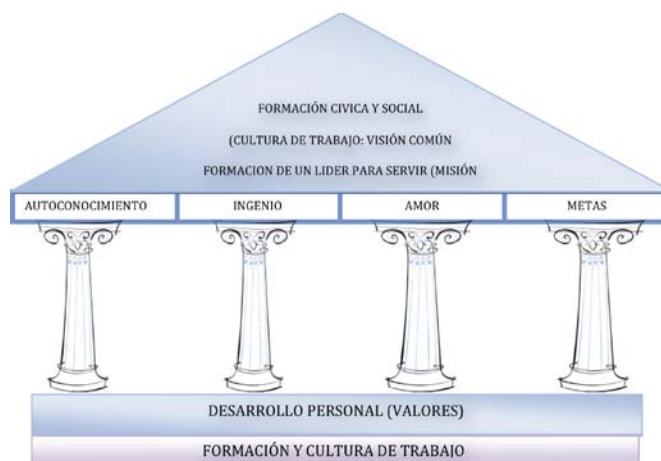 FORMACIÓN CIVICA Y SOCIAL
(CULTURA DE TRABAJO: VISIÓN COMÚN
FORMACION DE UN LIDER PARA SERVIR (MISIÓN
AUTOCONOCIMIENTO INGENIO AMOR METAS
DESARROLLO PERSONAL (VALORES)
FORMACIÓN Y CULTURA DE TRABAJO